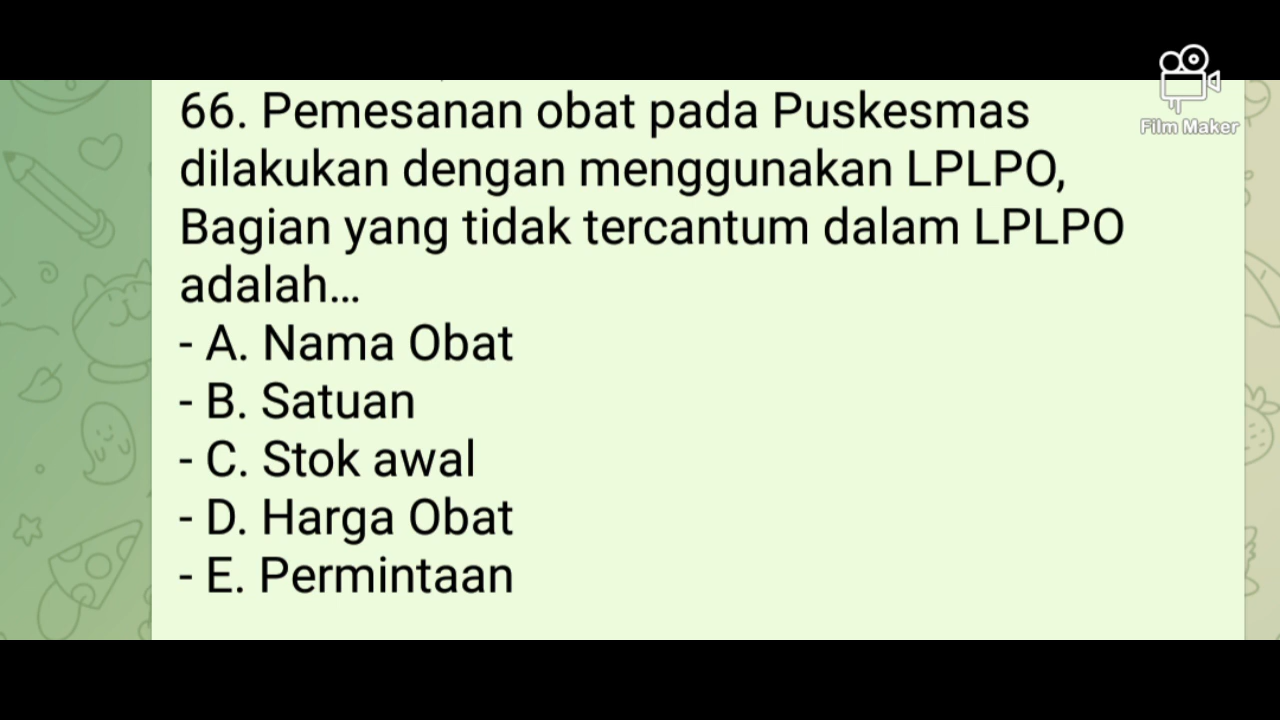 Film Maker
66. Pemesanan obat pada Puskesmas
dilakukan dengan menggunakan LPLPO,
Bagian yang tidak tercantum dalam LPLPO
adalah...
- A. Nama Obat
- B. Satuan
- C. Stok awal
- D. Harga Obat
- E. Permintaan